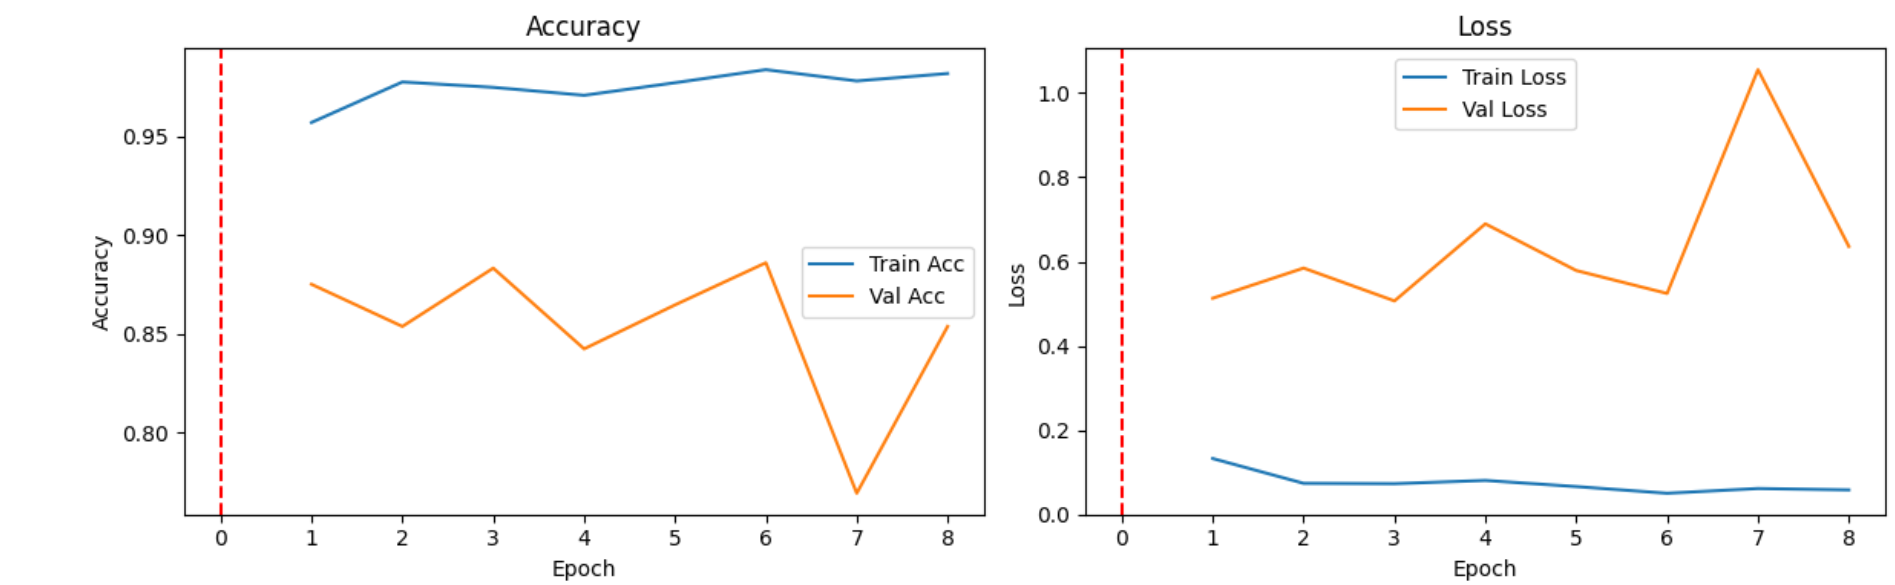 Accuracy
Accuracy
0.95
0.90
0.85
0.80
Train Acc
Val Acc
0 1 2 3 4 5 6 7 8
Epoch
Loss
Loss
1.0
0.8
0.6
0.4
0.2
0.0
Train Loss
Val Loss
0 1 2 3 4 5 6 7 8
Epoch